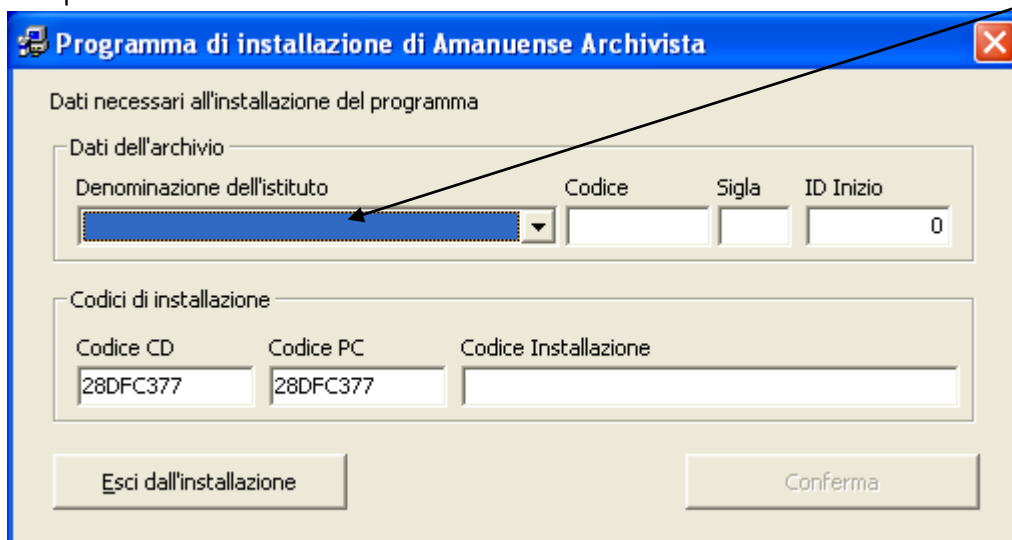 Programma di installazione di Amanuense Archivista
Dati necessari all'installazione del programma
Dati dell'archivio
Denominazione dell'istituto Codice Sigla ID Inizio
0
Codici di installazione
Codice CD Codice PC Codice Installazione
28DFC377 28DFC377
Esci dall'installazione Conferma